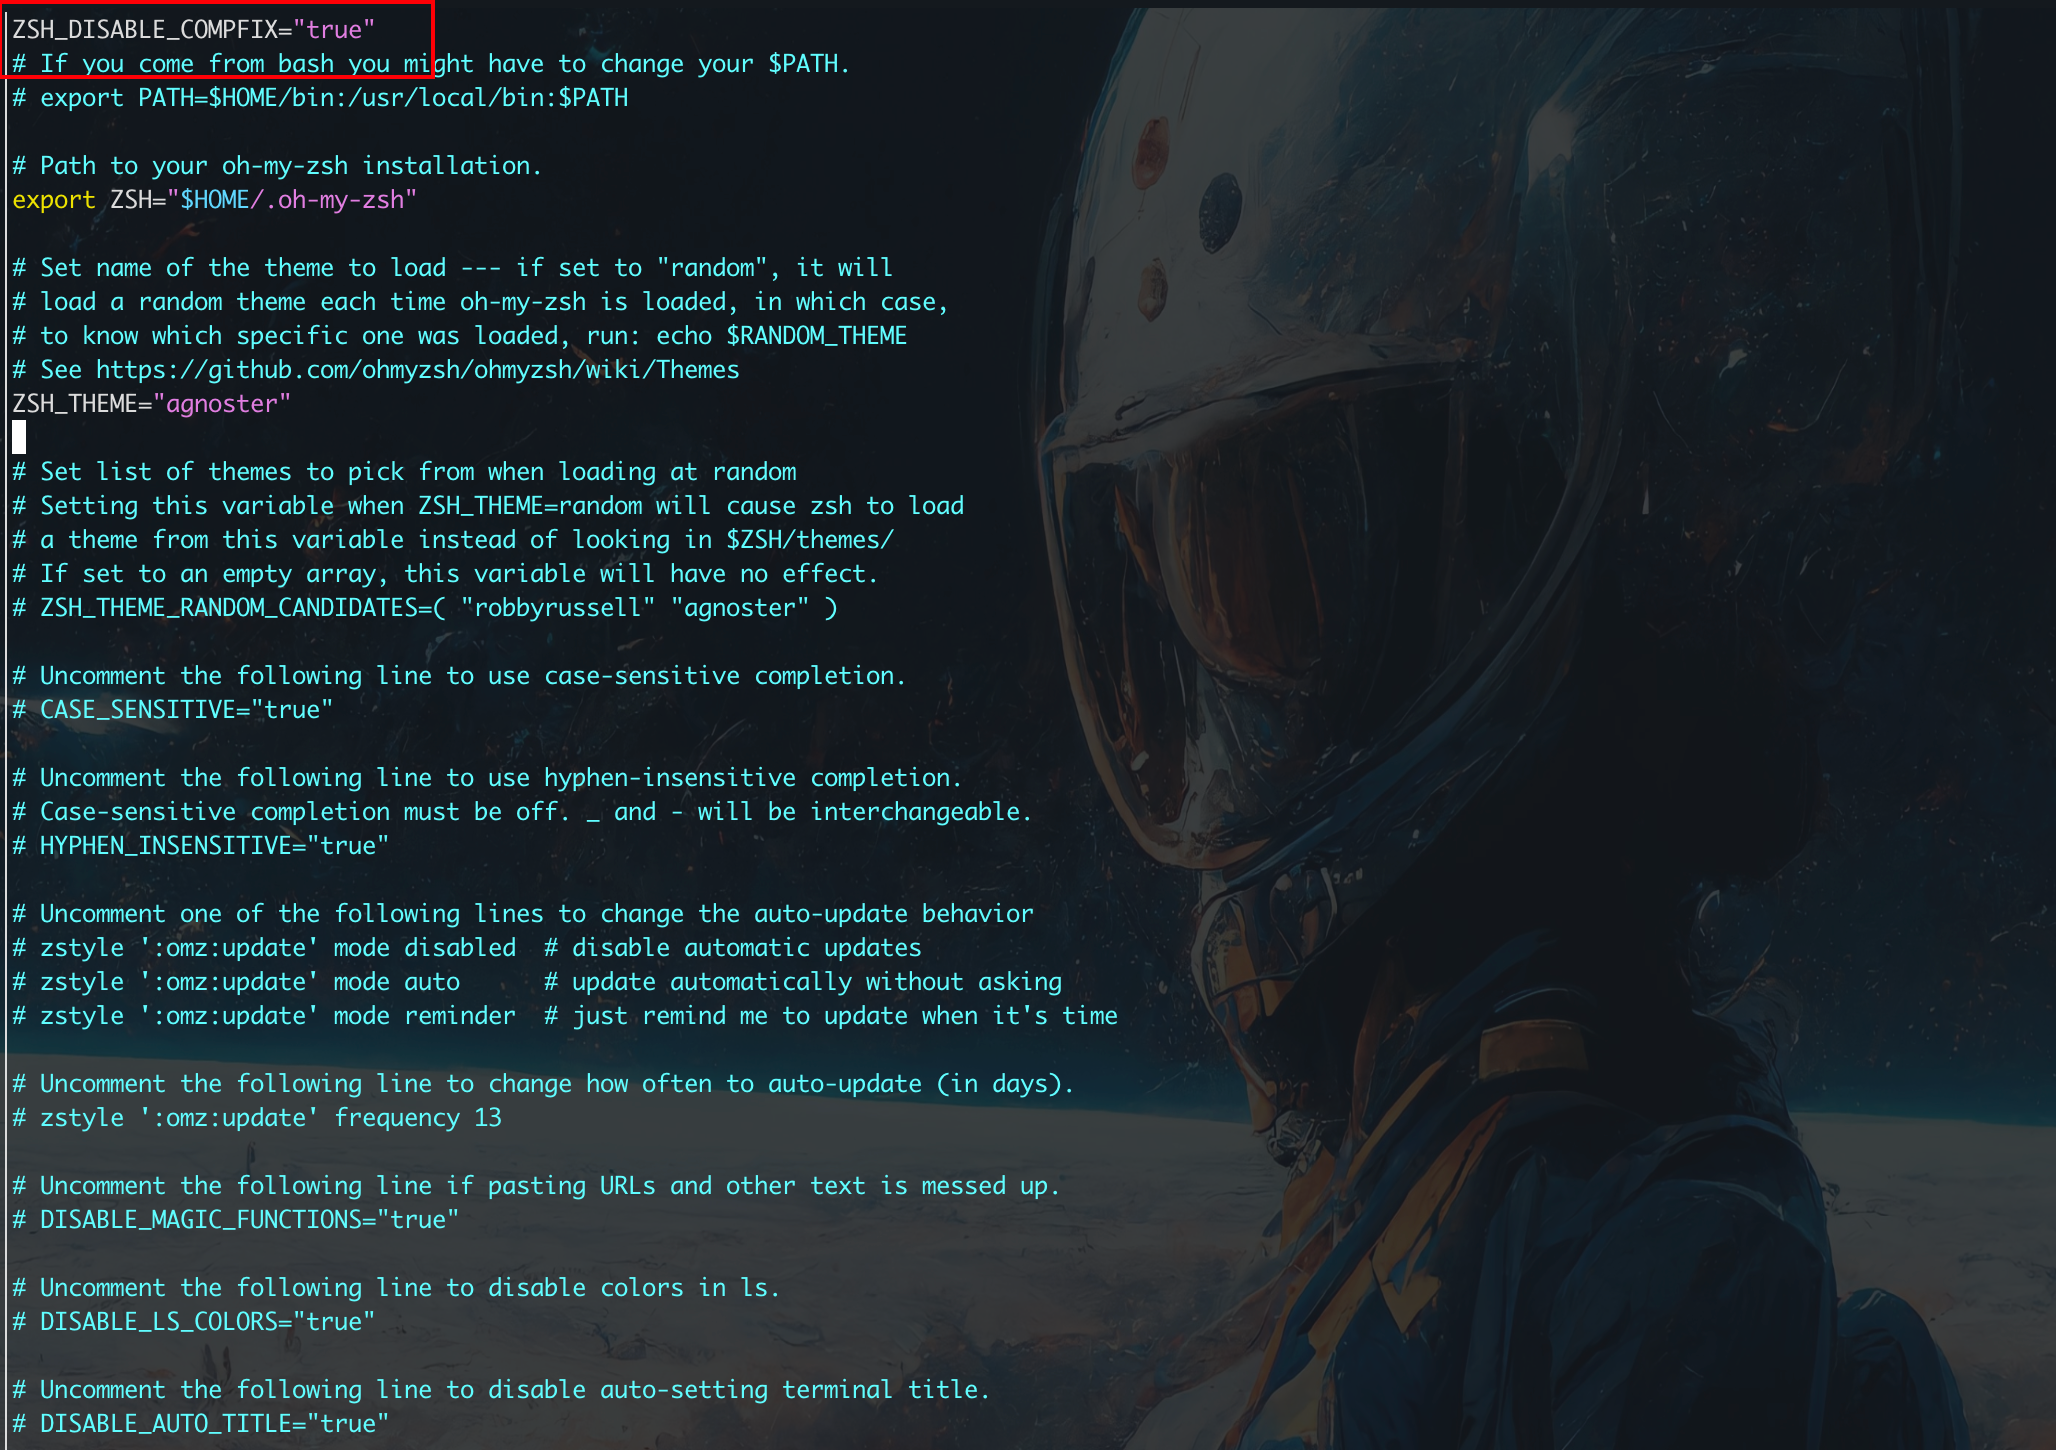 ZSH_DISABLE_COMPFIX="true"
# If you come from bash you might have to change your $PATH.
# export PATH=$HOME/bin:/usr/local/bin:$PATH
# Path to your oh-my-zsh installation.
export ZSH="$HOME/.oh-my-zsh"
# Set name of the theme to load --- if set to "random", it will
# load a random theme each time oh-my-zsh is loaded, in which case,
# to know which specific one was loaded, run: echo $RANDOM_THEME
# See https://github.com/ohmyzsh/ohmyzsh/wiki/Themes
ZSH_THEME="agnoster"
# Set list of themes to pick from when loading at random
# Setting this variable when ZSH_THEME=random will cause zsh to load
# a theme from this variable instead of looking in $ZSH/themes/
# If set to an empty array, this variable will have no effect.
# ZSH_THEME_RANDOM_CANDIDATES=( "robbyrussell" "agnoster" )
# Uncomment the following line to use case-sensitive completion.
# CASE_SENSITIVE="true"
# Uncomment the following line to use hyphen-insensitive completion.
# Case-sensitive completion must be off. _ and - will be interchangeable.
# HYPHEN_INSENSITIVE="true"
# Uncomment one of the following lines to change the auto-update behavior
# zstyle ':omz:update' mode disabled  # disable automatic updates
# zstyle ':omz:update' mode auto      # update automatically without asking
# zstyle ':omz:update' mode reminder  # just remind me to update when it's time
# Uncomment the following line to change how often to auto-update (in days).
# zstyle ':omz:update' frequency 13
# Uncomment the following line if pasting URLs and other text is messed up.
# DISABLE_MAGIC_FUNCTIONS="true"
# Uncomment the following line to disable colors in ls.
# DISABLE_LS_COLORS="true"
# Uncomment the following line to disable auto-setting terminal title.
# DISABLE_AUTO_TITLE="true"